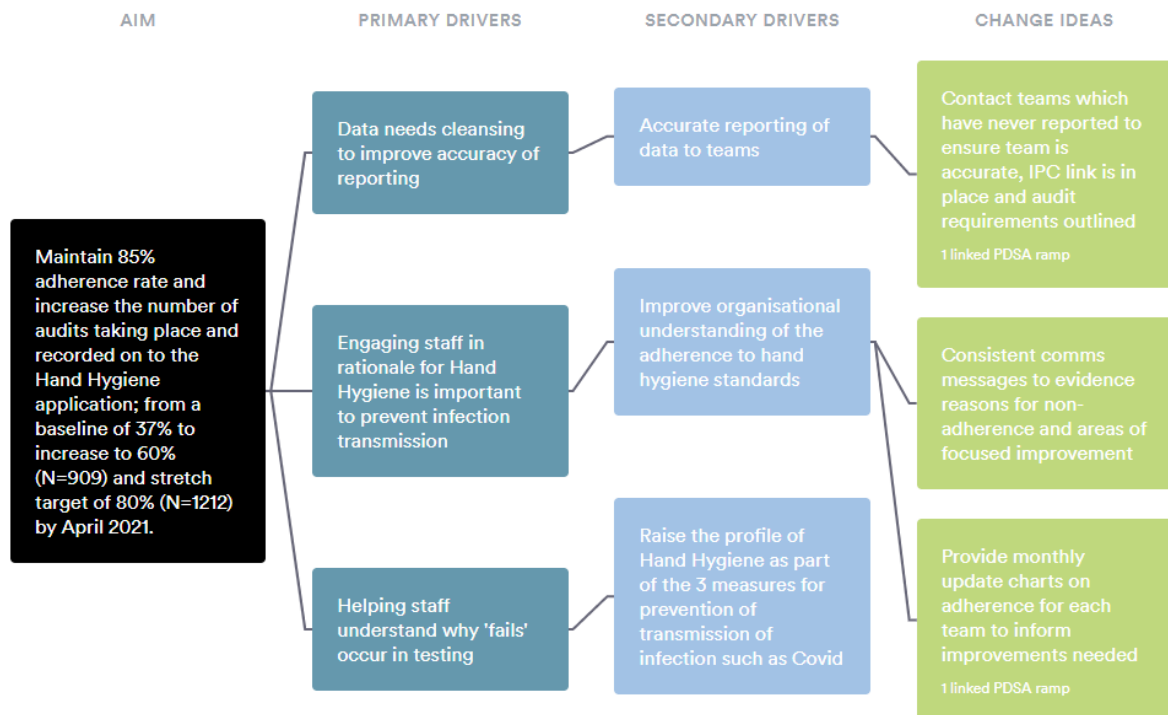 AIM
PRIMARY DRIVERS
SECONDARY DRIVERS
CHANGE IDEAS
Maintain 85%
adherence rate and
increase the number of
audits taking place and
recorded on to the
Hand Hygiene
application; from a
baseline of 37% to
increase to 60%
(N=909) and stretch
target of 80% (N=1212)
by April 2021.
Data needs cleansing
to improve accuracy of
reporting
Engaging staff in
rationale for Hand
Hygiene is important
to prevent infection
transmission
Helping staff
understand why 'fails'
occur in testing
Accurate reporting of
data to teams
Improve organisational
understanding of the
adherence to hand
hygiene standards
Raise the profile of
Hand Hygiene as part
of the 3 measures for
prevention of
transmission of
infection such as Covid
Contact teams which
have never reported to
ensure team is
accurate, IPC link is in
place and audit
requirements outlined
1 linked PDSA ramp
Consistent comms
messages to evidence
reasons for non-
adherence and areas of
focused improvement
Provide monthly
update charts on
adherence for each
team to inform
improvements needed
1 linked PDSA ramp